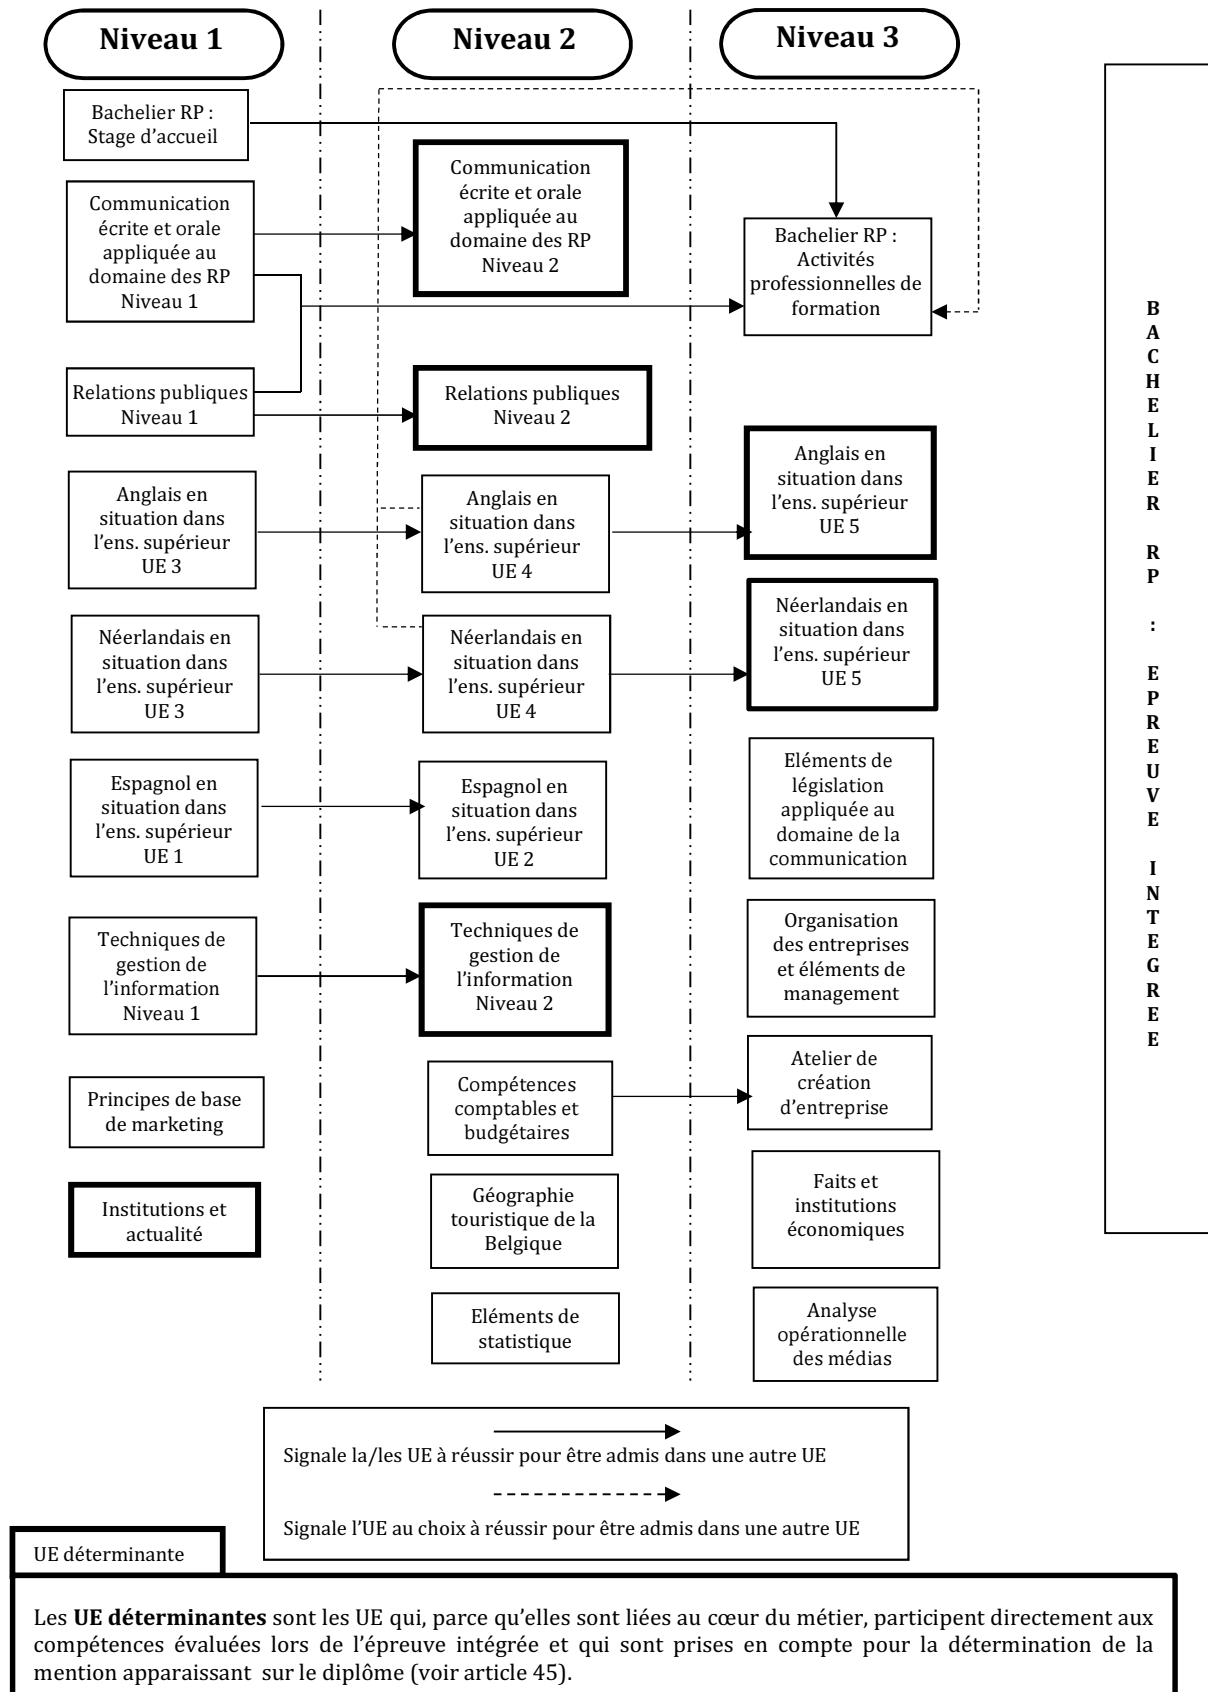 Niveau 1
Niveau 2
Niveau 3
Bachelier RP :
Stage d'accueil
Communication
écrite et orale
appliquée au
domaine des RP
Niveau 1
Relations publiques
Niveau 1
Anglais en
situation dans
l'ens. supérieur
UE 3
Néerlandais en
situation dans
l'ens. supérieur
UE 3
Espagnol en
situation dans
l'ens. supérieur
UE 1
Techniques de
gestion de
l'information
Niveau 1
Principes de base
de marketing
Institutions et
actualité
Communication
écrite et orale
appliquée au
domaine des RP
Niveau 2
Relations publiques
Niveau 2
Anglais en
situation dans
l'ens. supérieur
UE 4
Néerlandais en
situation dans
l'ens. supérieur
UE 4
Espagnol en
situation dans
l'ens. supérieur
UE 2
Techniques de
gestion de
l'information
Niveau 2
Compétences
comptables et
budgétaires
Géographie
touristique de la
Belgique
Eléments de
statistique
Bachelier RP :
Activités
professionnelles de
formation
Anglais en
situation dans
l'ens. supérieur
UE 5
Néerlandais en
situation dans
l'ens. supérieur
UE 5
Eléments de
législation
appliquée au
domaine de la
communication
Organisation
des entreprises
et éléments de
management
Atelier de
création
d'entreprise
Faits et
institutions
économiques
Analyse
opérationnelle
des médias
BACHELIER RP : EPREUVE INTEGREE
Signale la/les UE à réussir pour être admis dans une autre UE
Signale l'UE au choix à réussir pour être admis dans une autre UE
UE déterminante
Les UE déterminantes sont les UE qui, parce qu'elles sont liées au cœur du métier, participent directement aux
compétences évaluées lors de l'épreuve intégrée et qui sont prises en compte pour la détermination de la
mention apparaissant sur le diplôme (voir article 45).